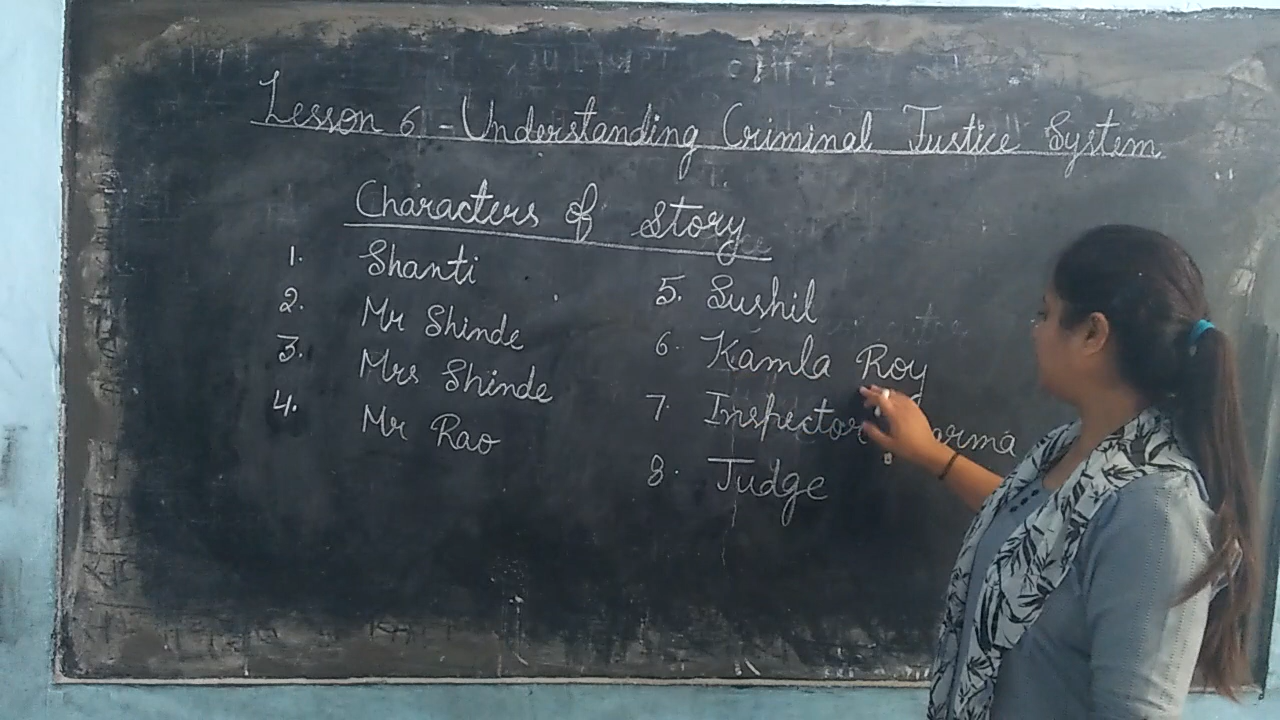 Lesson 6 - Understanding Criminal Justice System
Characters of Story
1. Shanti
2. Mr Shinde
3. Mrs Shinde
4. Mr Rao
5. Sushil
6. Kamla Roy
7. Inspector arma
8. Judge